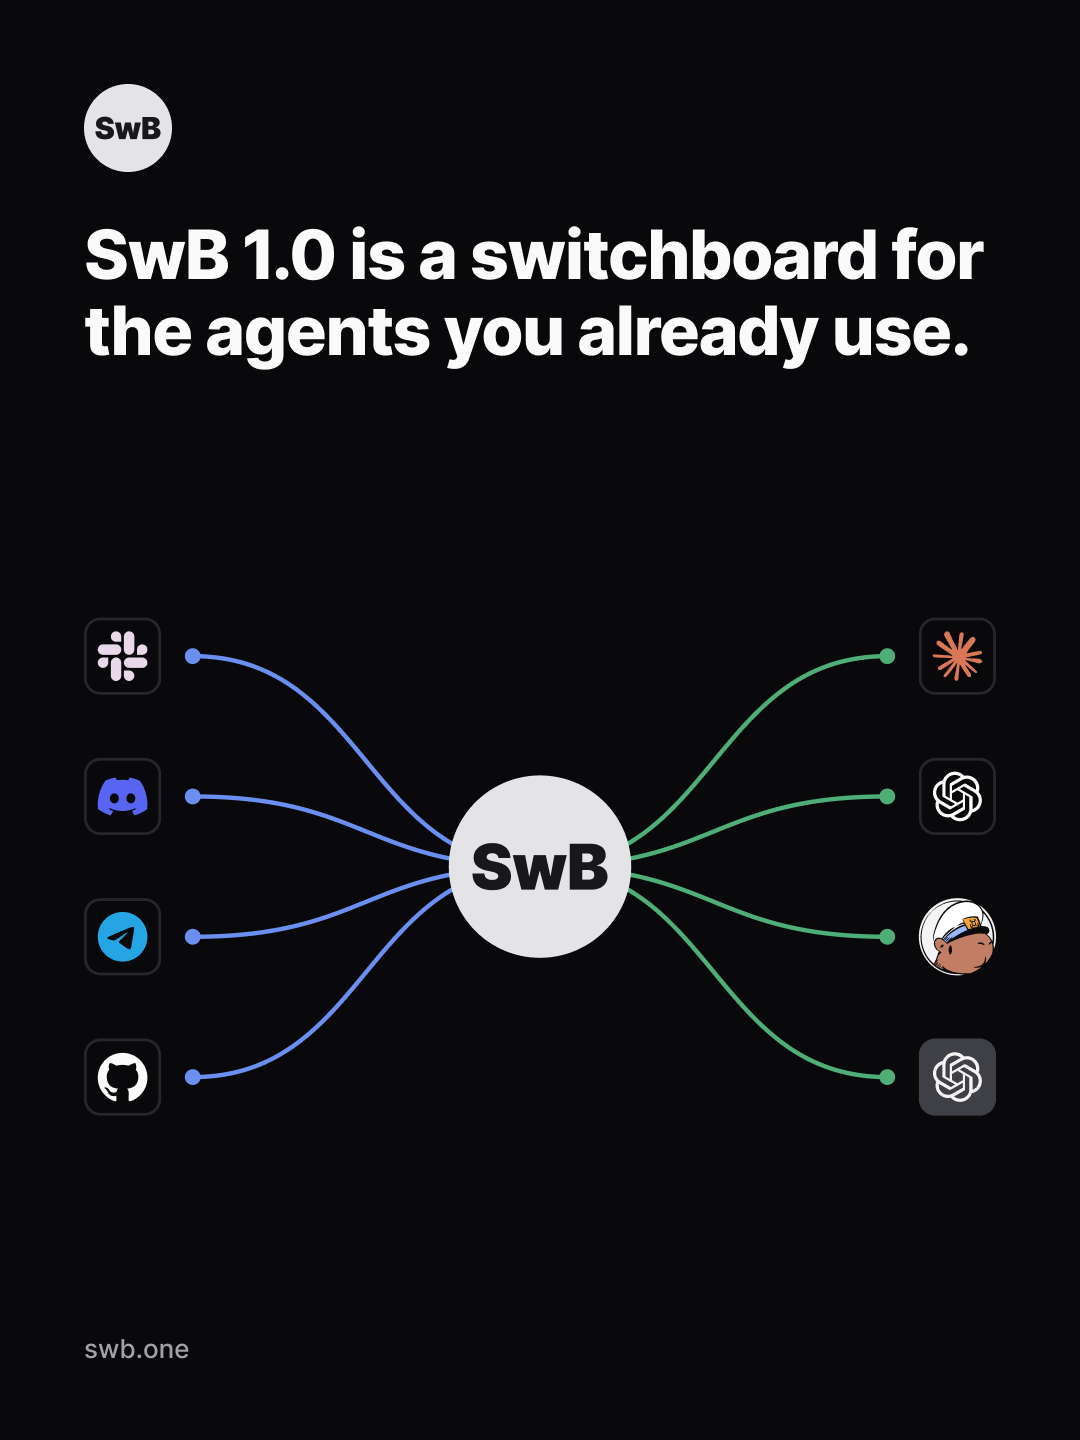 SwB
SwB 1.0 is a switchboard for
the agents you already use.
SwB
swb.one